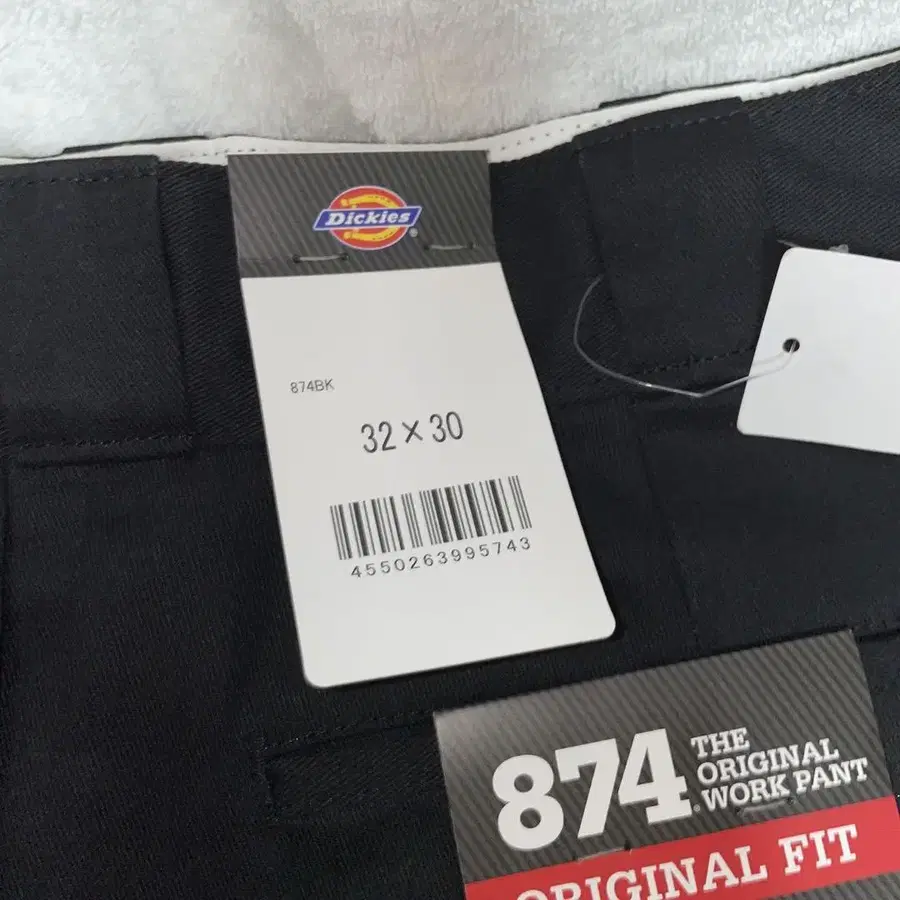 Dickies®
874BK
32×30
4550263995743
874® THE
ORIGINAL
WORK PANT
ORIGINAL FIT